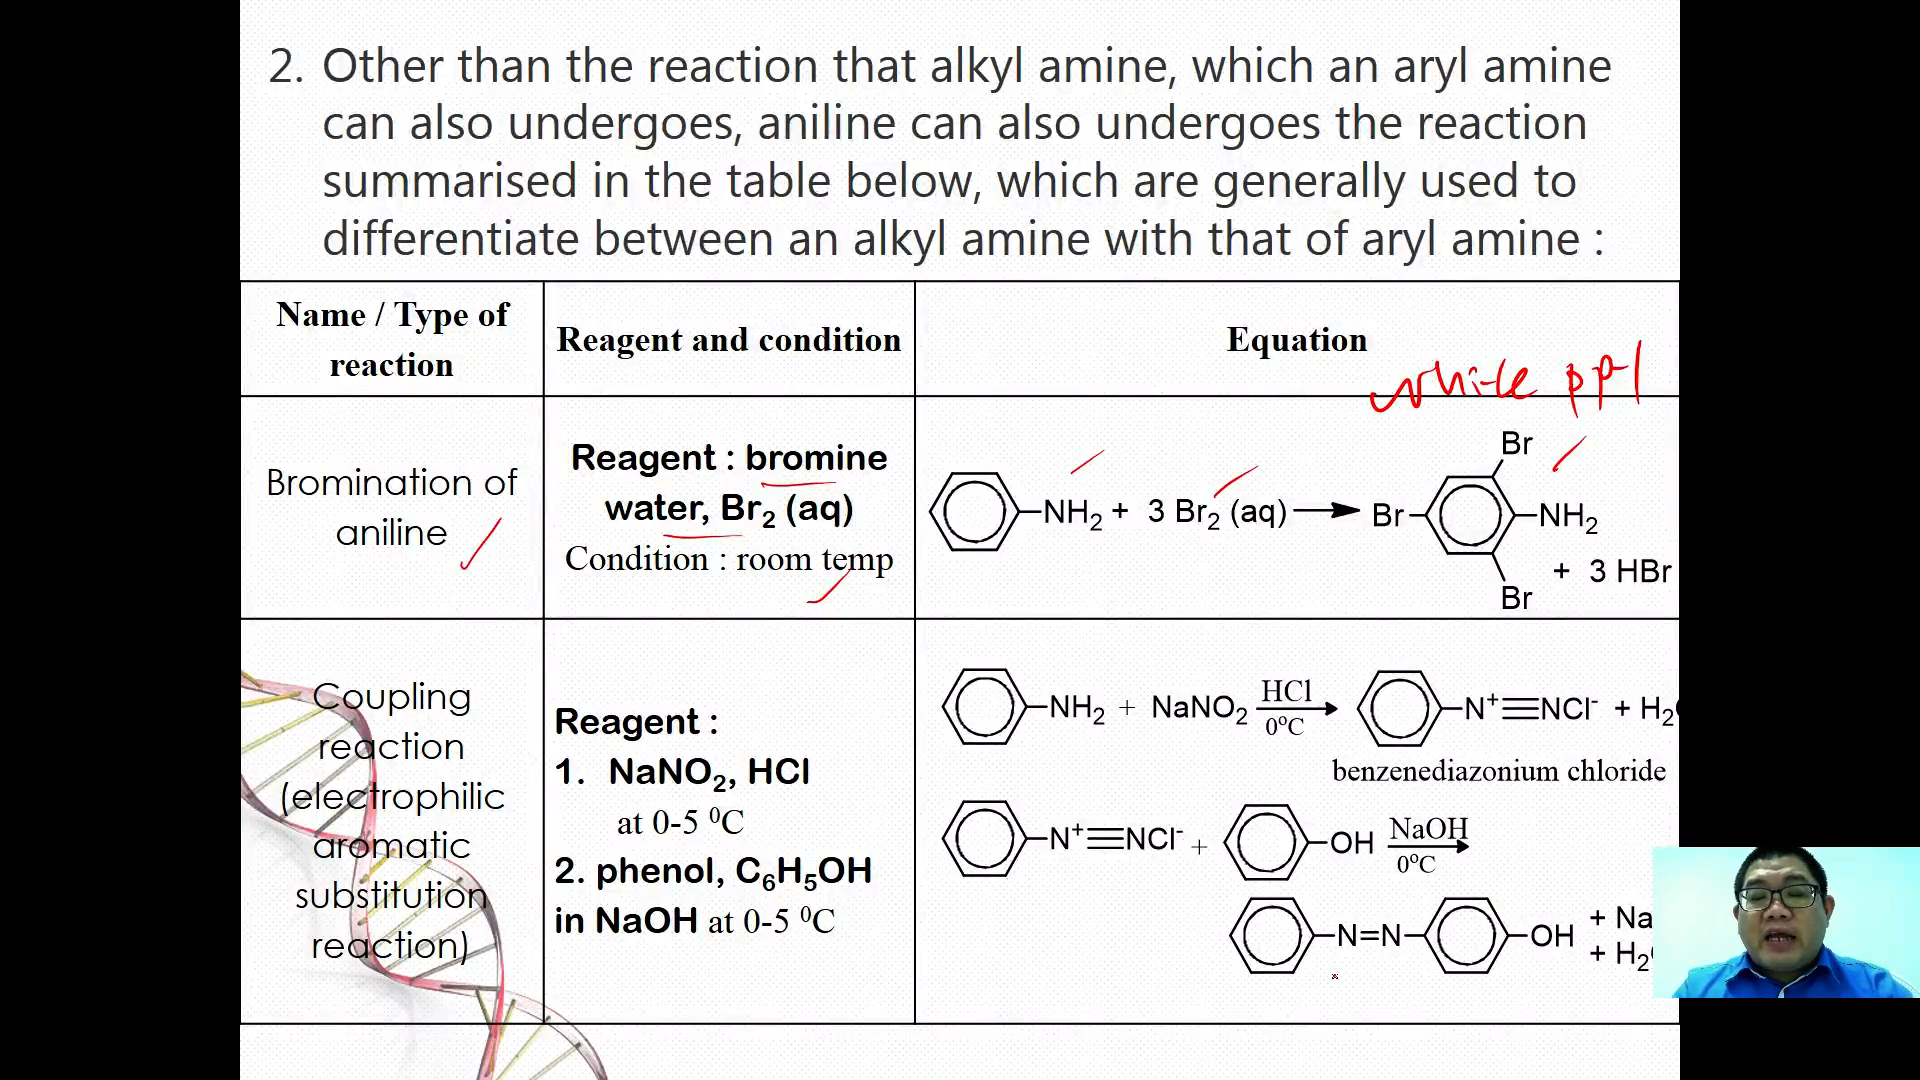 2. Other than the reaction that alkyl amine, which an aryl amine
can also undergoes, aniline can also undergoes the reaction
summarised in the table below, which are generally used to
differentiate between an alkyl amine with that of aryl amine :
Name / Type of
reaction
Reagent and condition
Equation
white ppt
Bromination of
aniline
Reagent : bromine
water, Br₂ (aq)
Condition : room temp
NH₂ + 3 Br₂ (aq)
Br
Br
NH₂
+ 3 HBr
Br
Coupling
reaction
(electrophilic
aromatic
substitution
reaction)
Reagent :
1. NaNO₂, HCl
at 0-5 ⁰C
2. phenol, C₆H₅OH
in NaOH at 0-5 ⁰C
NH₂ + NaNO₂ HCl
0⁰C
N⁺≡NCl⁻ + H₂
benzenediazonium chloride
N⁺≡NCl⁻ + OH NaOH
0⁰C
N=N OH + Na
+ H₂